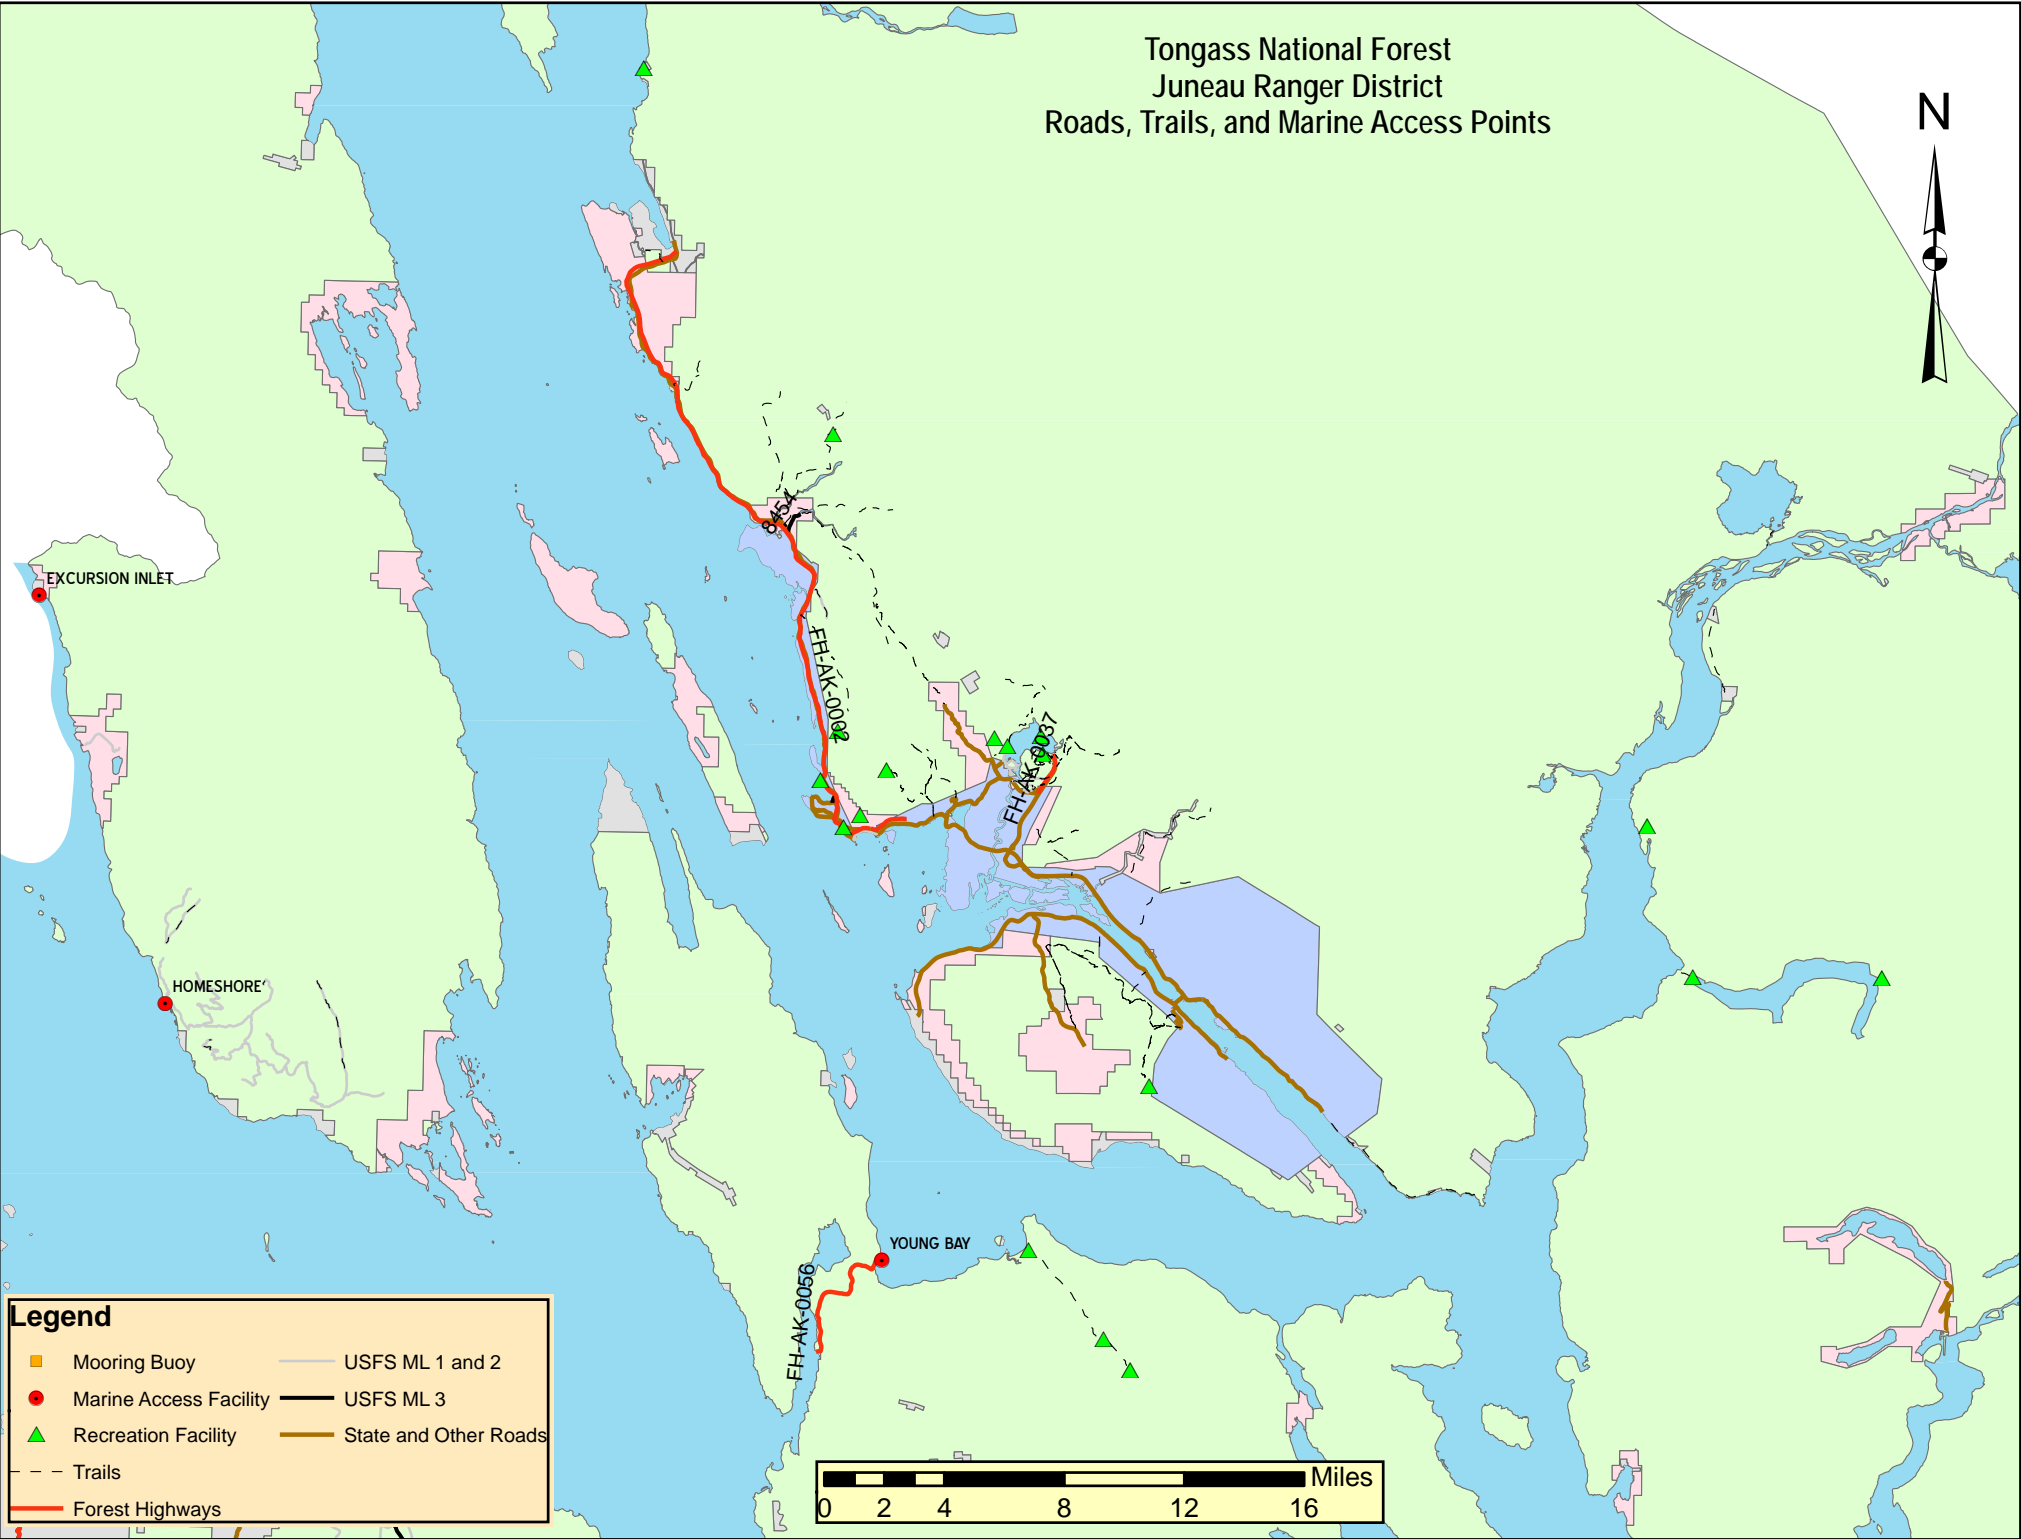 Tongass National Forest
Juneau Ranger District
Roads, Trails, and Marine Access Points
N
8454
EXCURSION INLET
FH-AK-0002
FH-AK-0037
HOMESHORE
YOUNG BAY
FH-AK-0056
Legend
Mooring Buoy
USFS ML 1 and 2
Marine Access Facility
USFS ML 3
Recreation Facility
State and Other Roads
Trails
Forest Highways
Miles
0 2 4 8 12 16